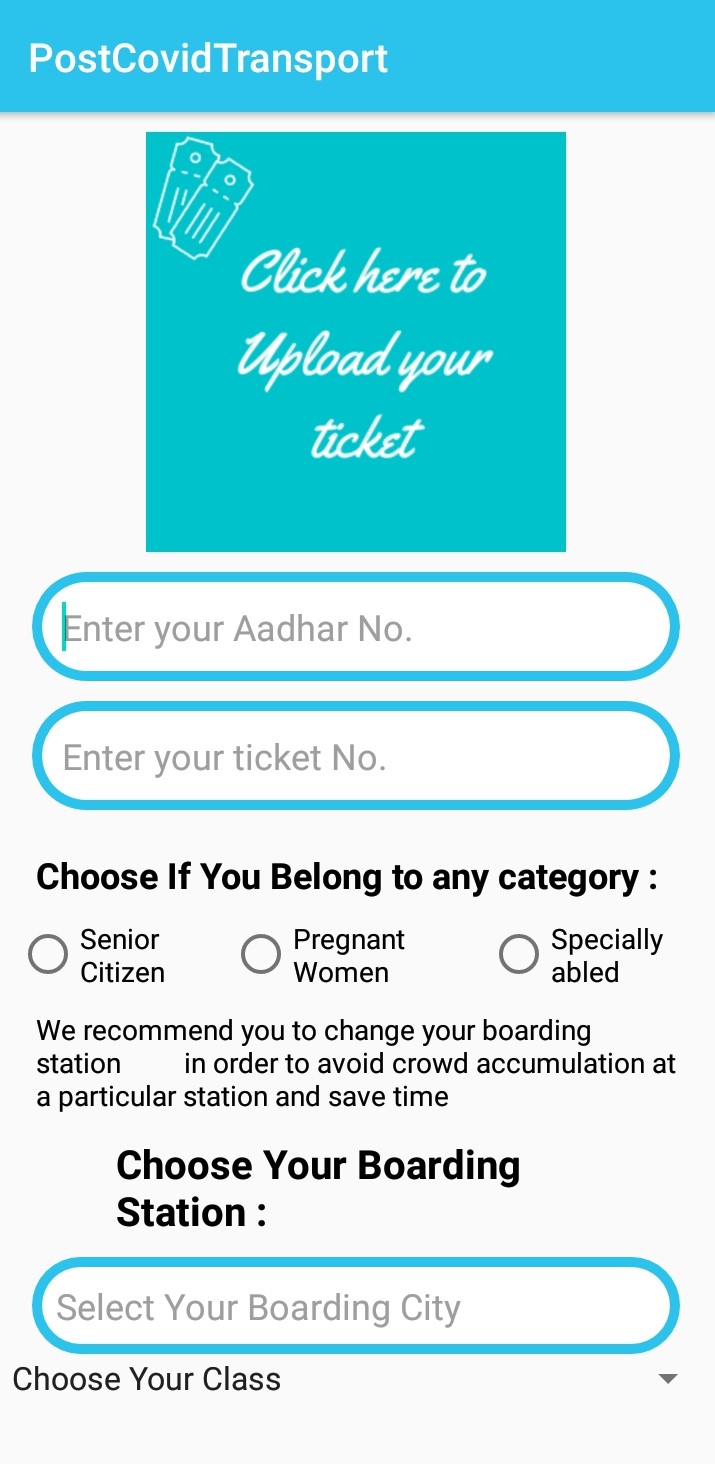 PostCovidTransport
Click here to
Upload your
ticket
Enter your Aadhar No.
Enter your ticket No.
Choose If You Belong to any category :
Senior
Citizen
Pregnant
Women
Specially
abled
We recommend you to change your boarding
station in order to avoid crowd accumulation at
a particular station and save time
Choose Your Boarding
Station :
Select Your Boarding City
Choose Your Class